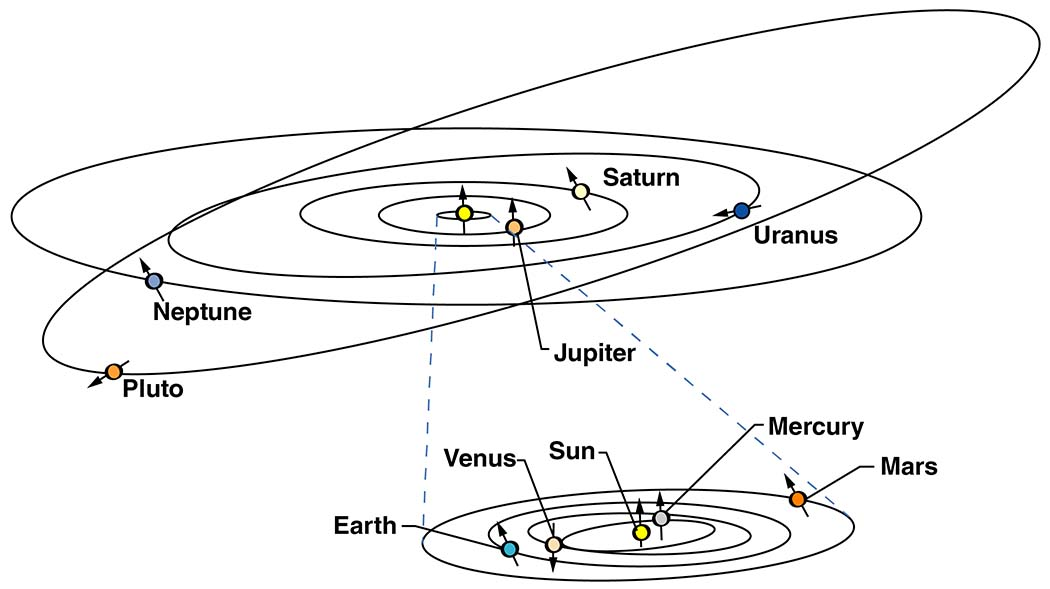 Saturn
Uranus
Neptune
Jupiter
Pluto
Mercury
Venus
Sun
Mars
Earth